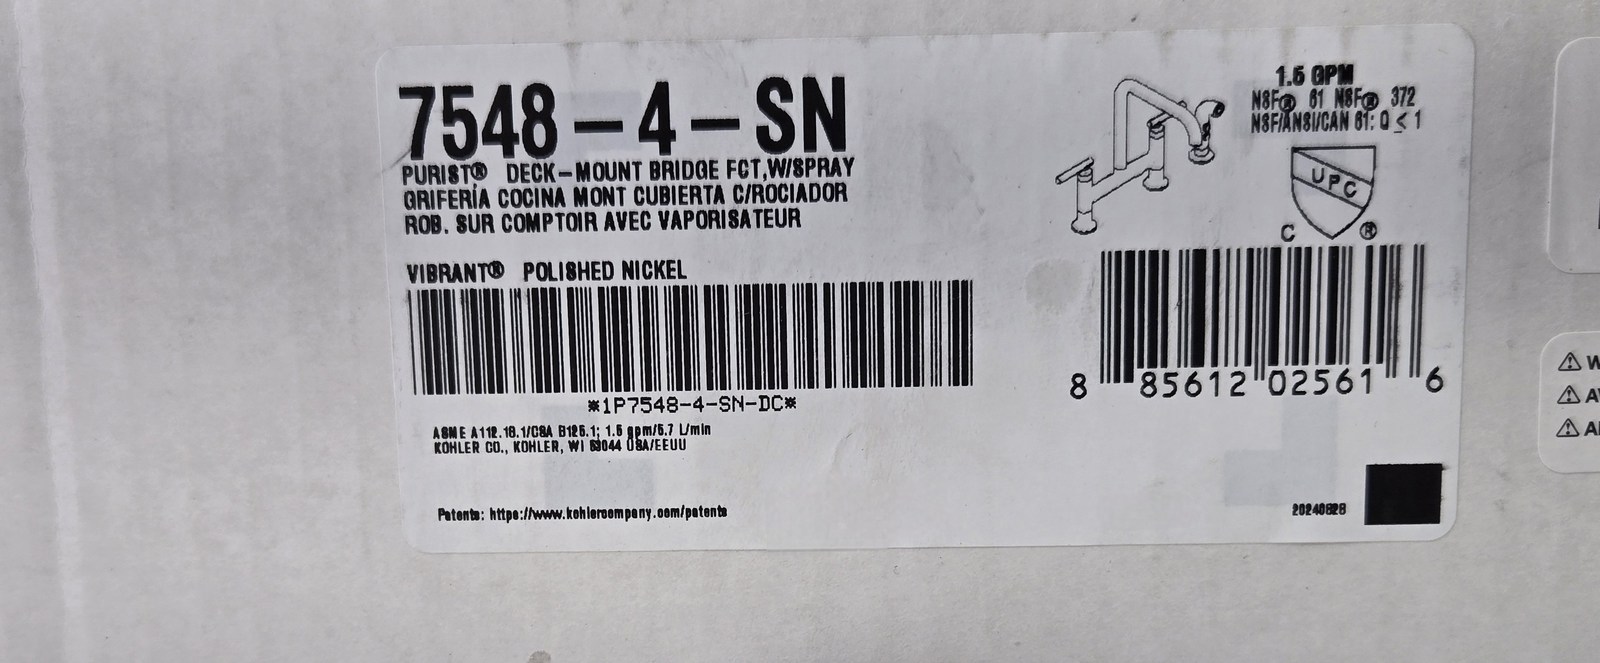 7548-4-SN
PURIST® DECK-MOUNT BRIDGE FCT,W/SPRAY
GRIFERÍA COCINA MONT CUBIERTA C/ROCIADOR
ROB. SUR COMPTOIR AVEC VAPORISATEUR
VIBRANT® POLISHED NICKEL
*1P7548-4-SN-DC*
ASME A112.18.1/CSA B125.1; 1.5 gpm/5.7 L/min
KOHLER CO., KOHLER, WI 53044 USA/EEUU
Patents: https://www.kohlercompany.com/patents
1.5 GPM
NSF® 61 NSF® 372
NSF/ANSI/CAN 61: Q ≤ 1
UPC
C ®
8 85612 02561 6
20240828
⚠ W
⚠ A
⚠ A